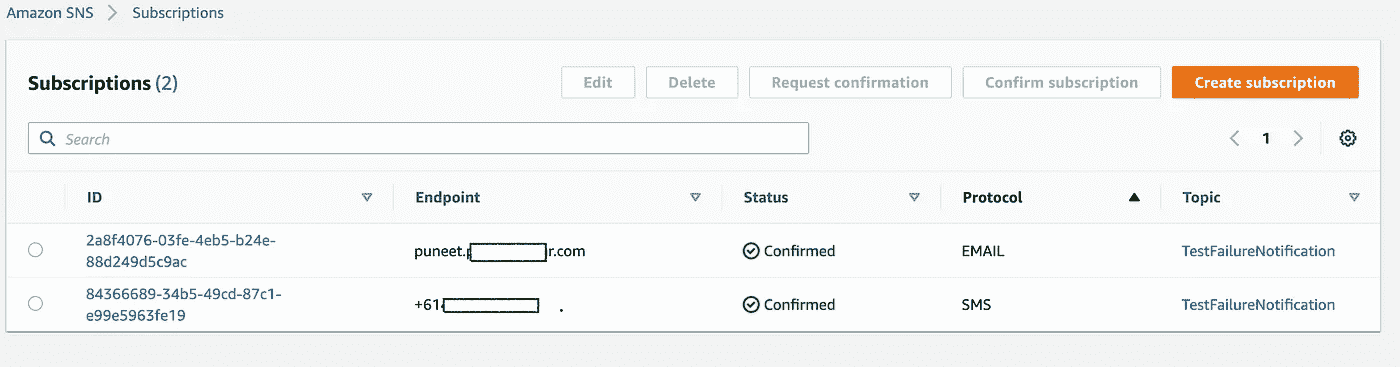 Amazon SNS > Subscriptions
Subscriptions (2)
Edit
Delete
Request confirmation
Confirm subscription
Create subscription
Search
1
ID
Endpoint
Status
Protocol
Topic
2a8f4076-03fe-4eb5-b24e-
88d249d5c9ac
puneet. r.com
Confirmed
EMAIL
TestFailureNotification
84366689-34b5-49cd-87c1-
e99e5963fe19
+61
Confirmed
SMS
TestFailureNotification